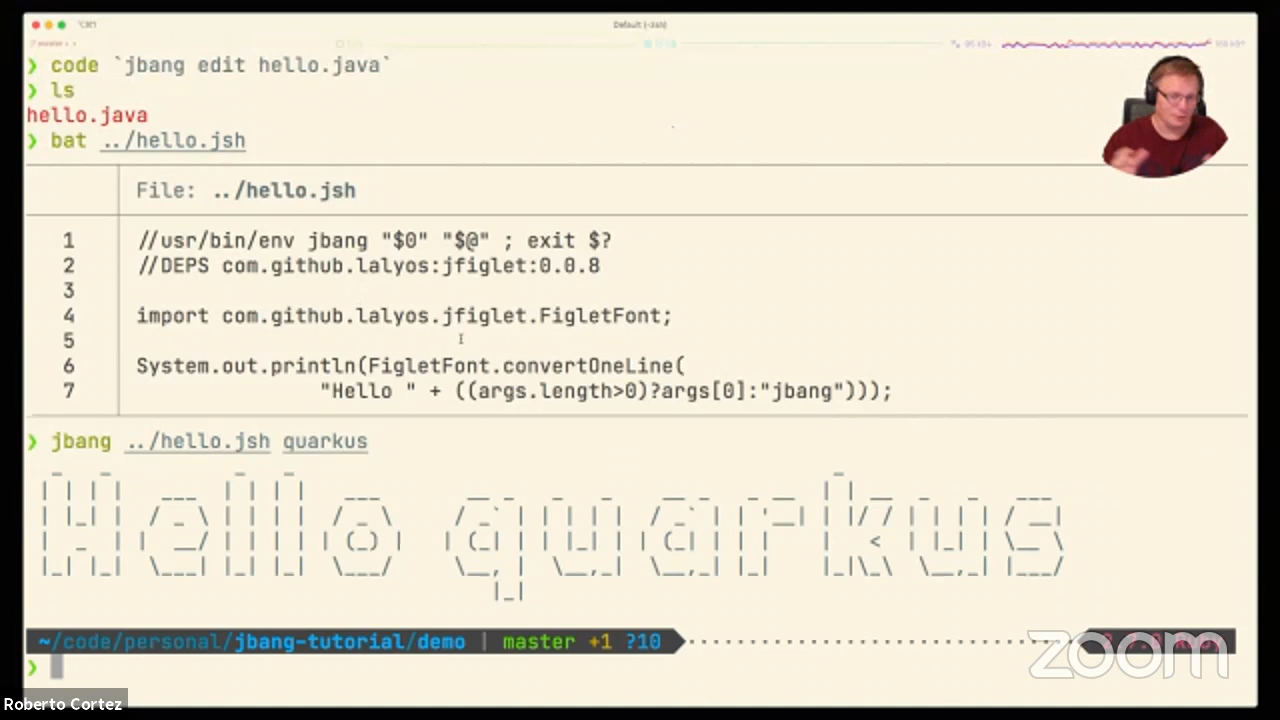 Default (-zsh)
❯ code `jbang edit hello.java`
❯ ls
hello.java
❯ bat ../hello.jsh
File: ../hello.jsh
1 //usr/bin/env jbang "$0" "$@" ; exit $?
2 //DEPS com.github.lalyos:jfiglet:0.0.8
3
4 import com.github.lalyos.jfiglet.FigletFont;
5
6 System.out.println(FigletFont.convertOneLine(
7 "Hello " + ((args.length>0)?args[0]:"jbang")));
❯ jbang ../hello.jsh quarkus
Hello quarkus
~/code/personal/jbang-tutorial/demo | master +1 ?10
❯
zoom
Roberto Cortez